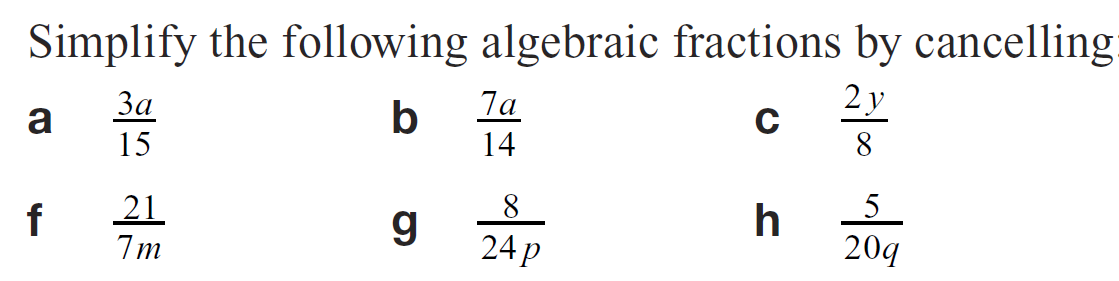 Simplify the following algebraic fractions by cancelling:
a 3a/15 b 7a/14 c 2y/8
f 21/7m g 8/24p h 5/20q